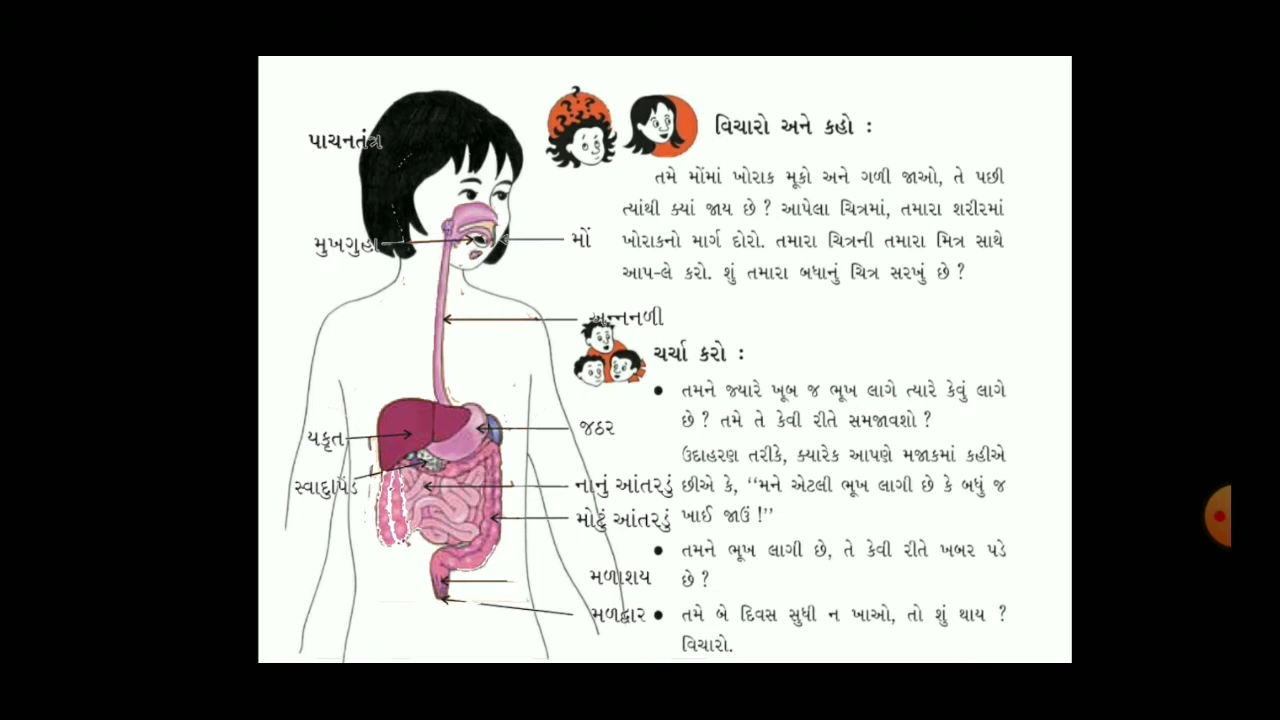 પાચનતંત્ર
મુખગુહા
મોં
અન્નનળી
યકૃત
જઠર
સ્વાદુપિંડ
નાનું આંતરડું
મોટું આંતરડું
મળાશય
મળદ્વાર
વિચારો અને કહો :
તમે મોંમાં ખોરાક મૂકો અને ગળી જાઓ, તે પછી
ત્યાંથી ક્યાં જાય છે ? આપેલા ચિત્રમાં, તમારા શરીરમાં
ખોરાકનો માર્ગ દોરો. તમારા ચિત્રની તમારા મિત્ર સાથે
આપ-લે કરો. શું તમારા બધાનું ચિત્ર સરખું છે ?
ચર્ચા કરો :
• તમને જ્યારે ખૂબ જ ભૂખ લાગે ત્યારે કેવું લાગે
છે ? તમે તે કેવી રીતે સમજાવશો ?
ઉદાહરણ તરીકે, ક્યારેક આપણે મજાકમાં કહીએ
છીએ કે, “મને એટલી ભૂખ લાગી છે કે બધું જ
ખાઈ જાઉં !”
• તમને ભૂખ લાગી છે, તે કેવી રીતે ખબર પડે
છે ?
• તમે બે દિવસ સુધી ન ખાઓ, તો શું થાય ?
વિચારો.